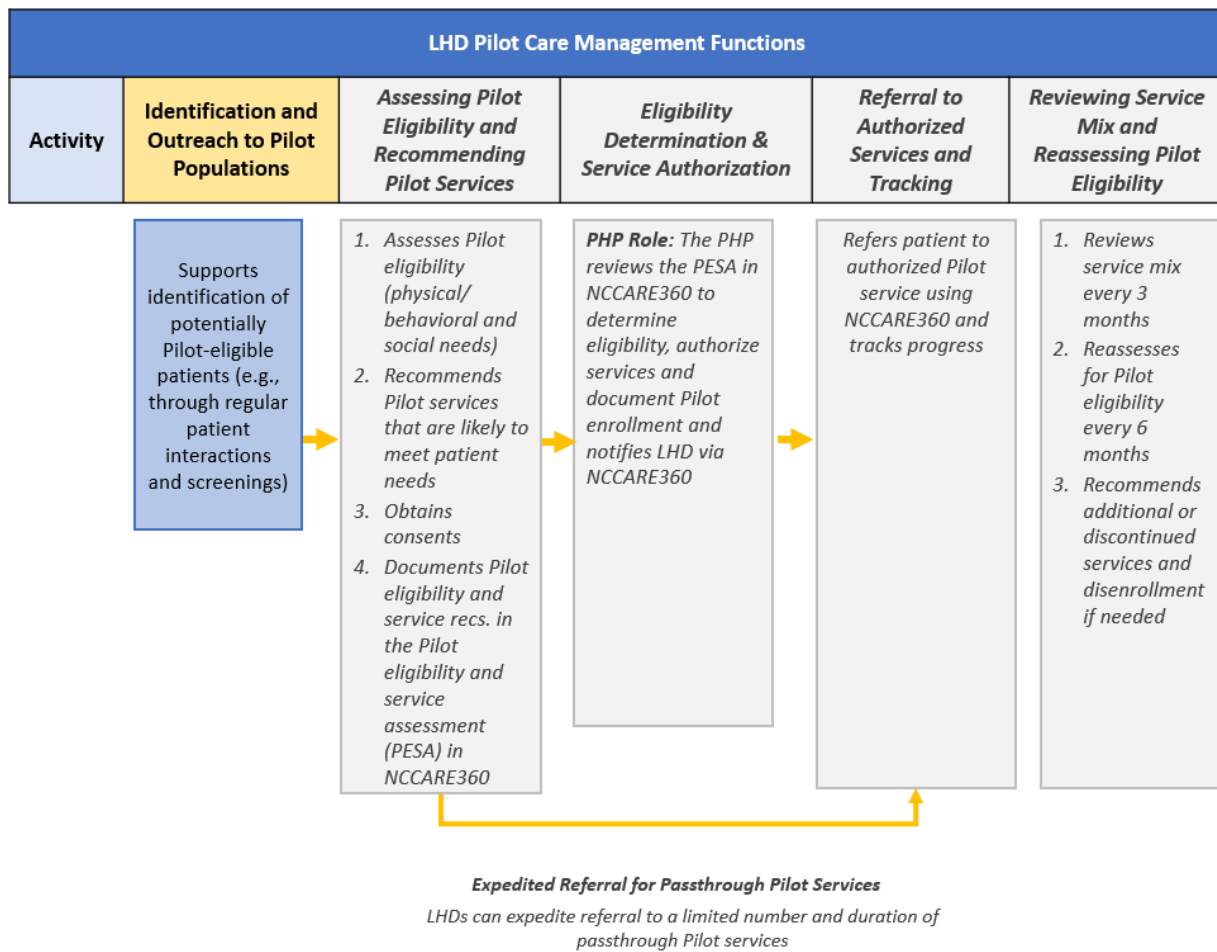 LHD Pilot Care Management Functions
Activity
Identification and
Outreach to Pilot
Populations
Assessing Pilot
Eligibility and
Recommending
Pilot Services
Eligibility
Determination &
Service Authorization
Referral to
Authorized
Services and
Tracking
Reviewing Service
Mix and
Reassessing Pilot
Eligibility
Supports
identification of
potentially
Pilot-eligible
patients (e.g.,
through regular
patient
interactions
and screenings)
1. Assesses Pilot
eligibility
(physical/
behavioral and
social needs)
2. Recommends
Pilot services
that are likely to
meet patient
needs
3. Obtains
consents
4. Documents Pilot
eligibility and
service recs. in
the Pilot
eligibility and
service
assessment
(PESA) in
NCCARE360
PHP Role: The PHP
reviews the PESA in
NCCARE360 to
determine
eligibility, authorize
services and
document Pilot
enrollment and
notifies LHD via
NCCARE360
Refers patient to
authorized Pilot
service using
NCCARE360 and
tracks progress
1. Reviews
service mix
every 3
months
2. Reassesses
for Pilot
eligibility
every 6
months
3. Recommends
additional or
discontinued
services and
disenrollment
if needed
Expedited Referral for Passthrough Pilot Services
LHDs can expedite referral to a limited number and duration of
passthrough Pilot services